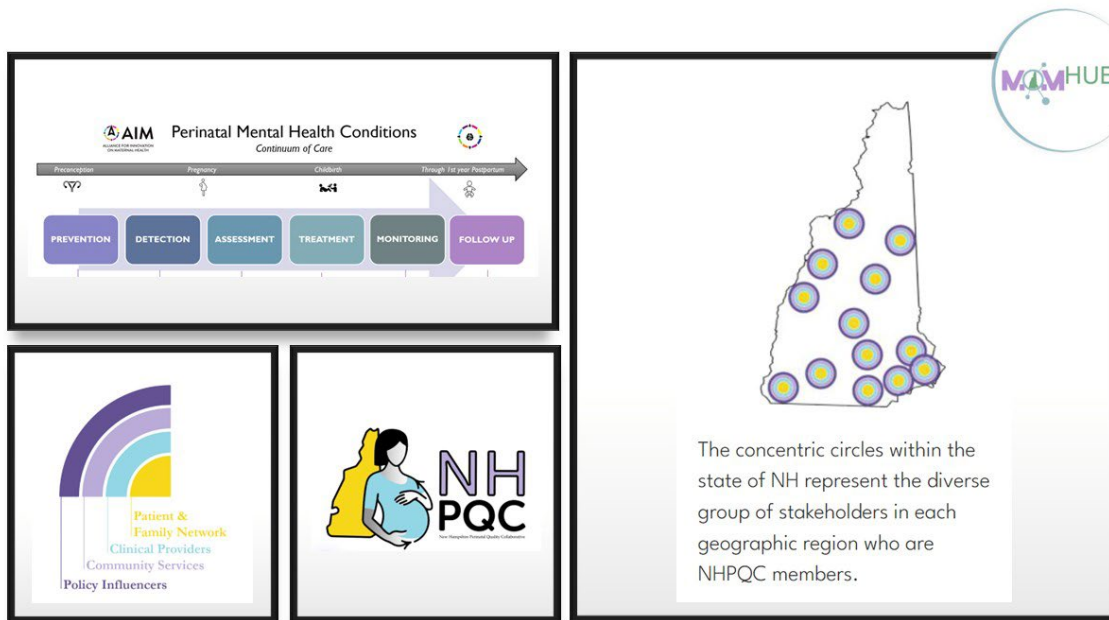 AIM
ALLIANCE FOR INNOVATION
ON MATERNAL HEALTH
Perinatal Mental Health Conditions
Continuum of Care
Preconception
Pregnancy
Childbirth
Through 1st year Postpartum
PREVENTION
DETECTION
ASSESSMENT
TREATMENT
MONITORING
FOLLOW UP
Patient &
Family Network
Clinical Providers
Community Services
Policy Influencers
NH
PQC
New Hampshire Perinatal Quality Collaborative
MOMHUB
The concentric circles within the
state of NH represent the diverse
group of stakeholders in each
geographic region who are
NHPQC members.